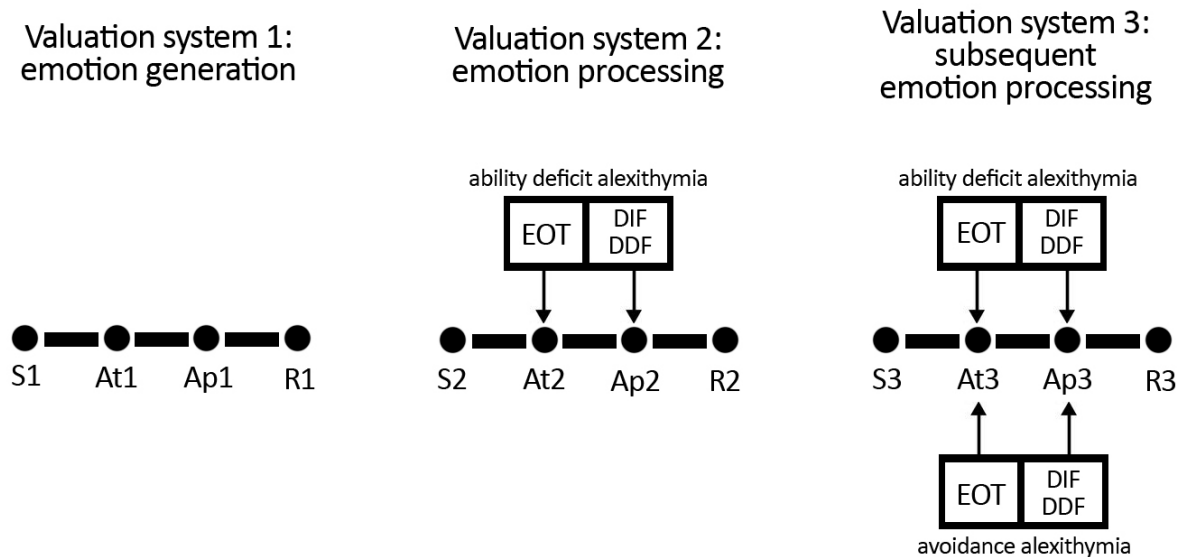 Valuation system 1:
emotion generation
Valuation system 2:
emotion processing
Valuation system 3:
subsequent
emotion processing
ability deficit alexithymia
EOT
DIF
DDF
ability deficit alexithymia
EOT
DIF
DDF
S1
At1
Ap1
R1
S2
At2
Ap2
R2
S3
At3
Ap3
R3
EOT
DIF
DDF
avoidance alexithymia